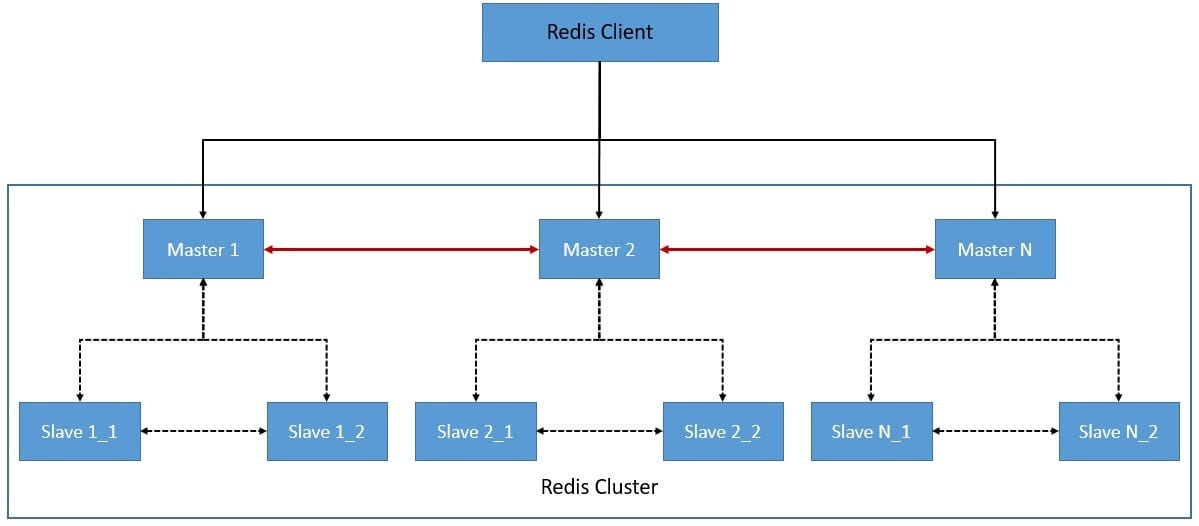 Redis Client
Master 1
Master 2
Master N
Slave 1_1
Slave 1_2
Slave 2_1
Slave 2_2
Slave N_1
Slave N_2
Redis Cluster